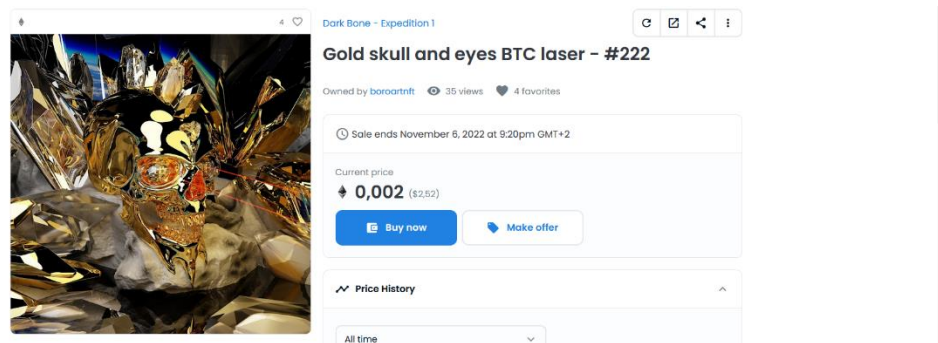 4
Dark Bone - Expedition 1
Gold skull and eyes BTC laser - #222
Owned by boroartnft 35 views 4 favorites
Sale ends November 6, 2022 at 9:20pm GMT+2
Current price
0,002 ($2,52)
Buy now Make offer
Price History
All time